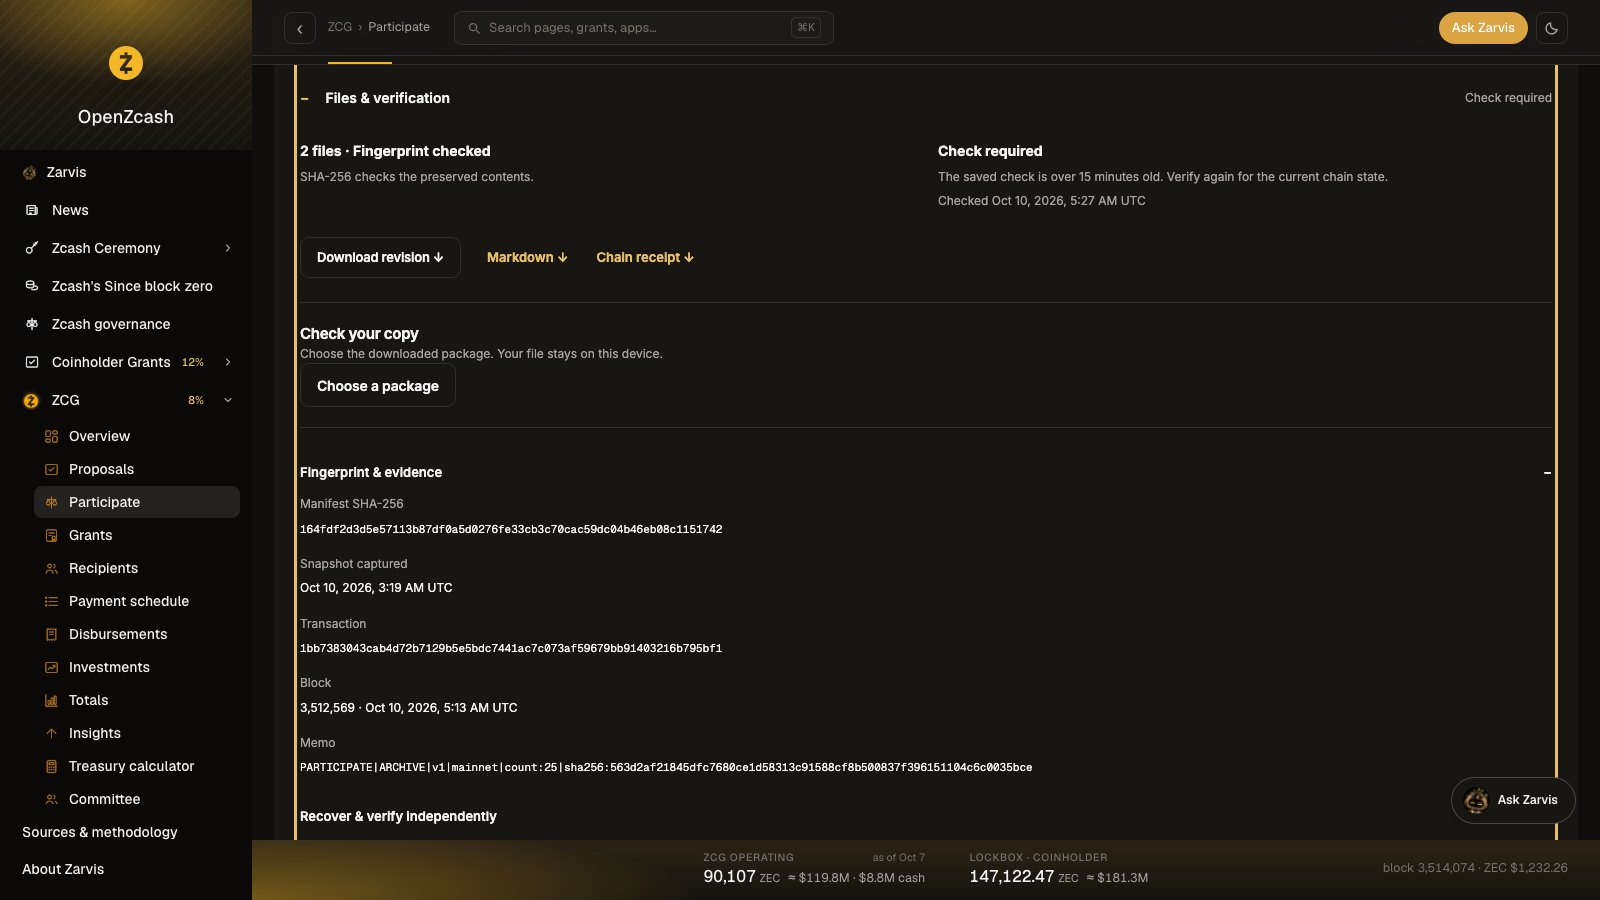 OpenZcash
Zarvis
News
Zcash Ceremony
Zcash's Since block zero
Zcash governance
Coinholder Grants 12%
ZCG 8%
Overview
Proposals
Participate
Grants
Recipients
Payment schedule
Disbursements
Investments
Totals
Insights
Treasury calculator
Committee
Sources & methodology
About Zarvis
ZCG › Participate
Search pages, grants, apps... ⌘K
Ask Zarvis
– Files & verification
Check required
2 files · Fingerprint checked
SHA-256 checks the preserved contents.
Check required
The saved check is over 15 minutes old. Verify again for the current chain state.
Checked Oct 10, 2026, 5:27 AM UTC
Download revision ↓
Markdown ↓
Chain receipt ↓
Check your copy
Choose the downloaded package. Your file stays on this device.
Choose a package
Fingerprint & evidence –
Manifest SHA-256
164fdf2d3d5e57113b87df0a5d0276fe33cb3c70cac59dc04b46eb08c1151742
Snapshot captured
Oct 10, 2026, 3:19 AM UTC
Transaction
1bb7383043cab4d72b7129b5e5bdc7441ac7c073af59679bb91403216b795bf1
Block
3,512,569 · Oct 10, 2026, 5:13 AM UTC
Memo
PARTICIPATE|ARCHIVE|v1|mainnet|count:25|sha256:563d2af21845dfc7680ce1d58313c91588cf8b500837f396151104c6c0035bce
Recover & verify independently
Ask Zarvis
ZCG OPERATING as of Oct 7
90,107 ZEC ≈ $119.8M · $8.8M cash
LOCKBOX · COINHOLDER
147,122.47 ZEC ≈ $181.3M
block 3,514,074 · ZEC $1,232.26